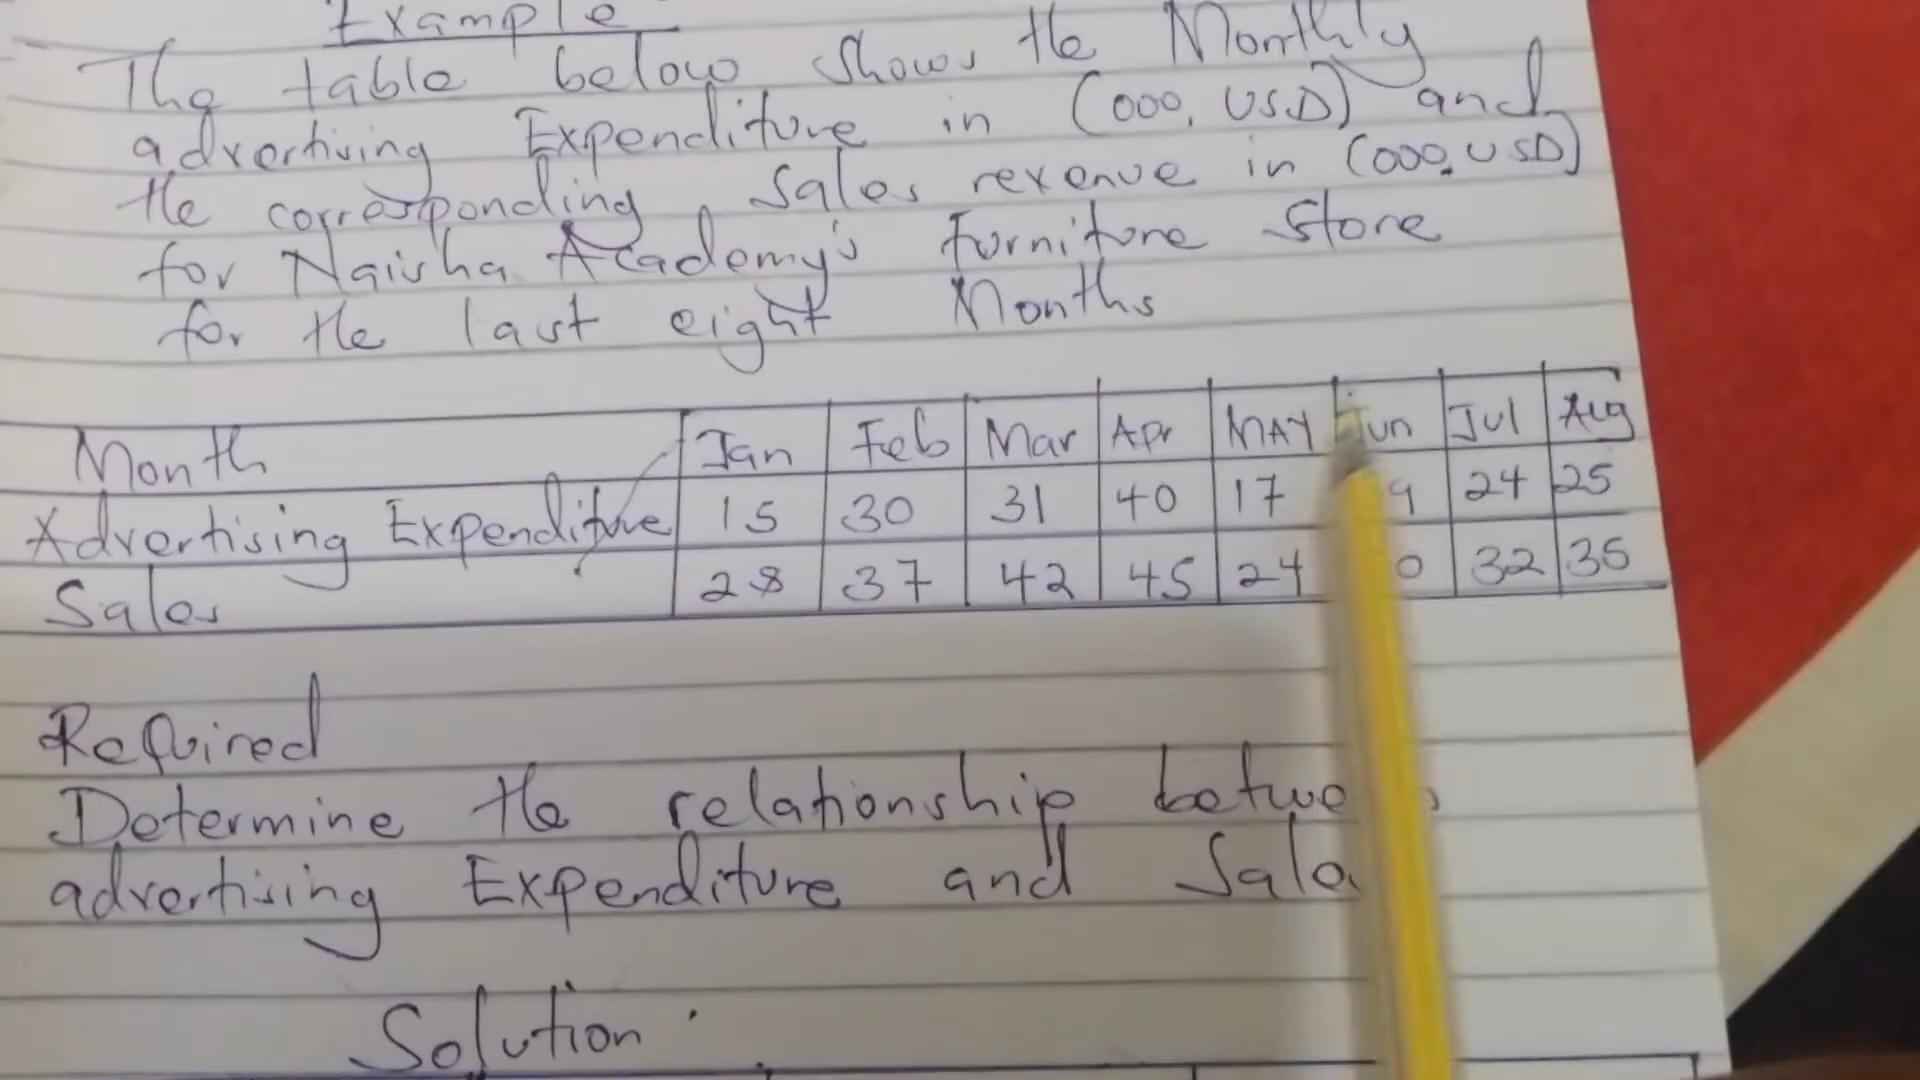 Example
The table below shows the Monthly
advertising Expenditure in (000, USD) and
the corresponding sales revenue in (000, USD)
for Naisha Academy's furniture store
for the last eight Months
Month Jan Feb Mar Apr MAY Jun Jul Aug
Advertising Expenditure 15 30 31 40 17 24 25
Sales 28 37 42 45 24 32 35
Required
Determine the relationship between
advertising Expenditure and Sales
Solution: